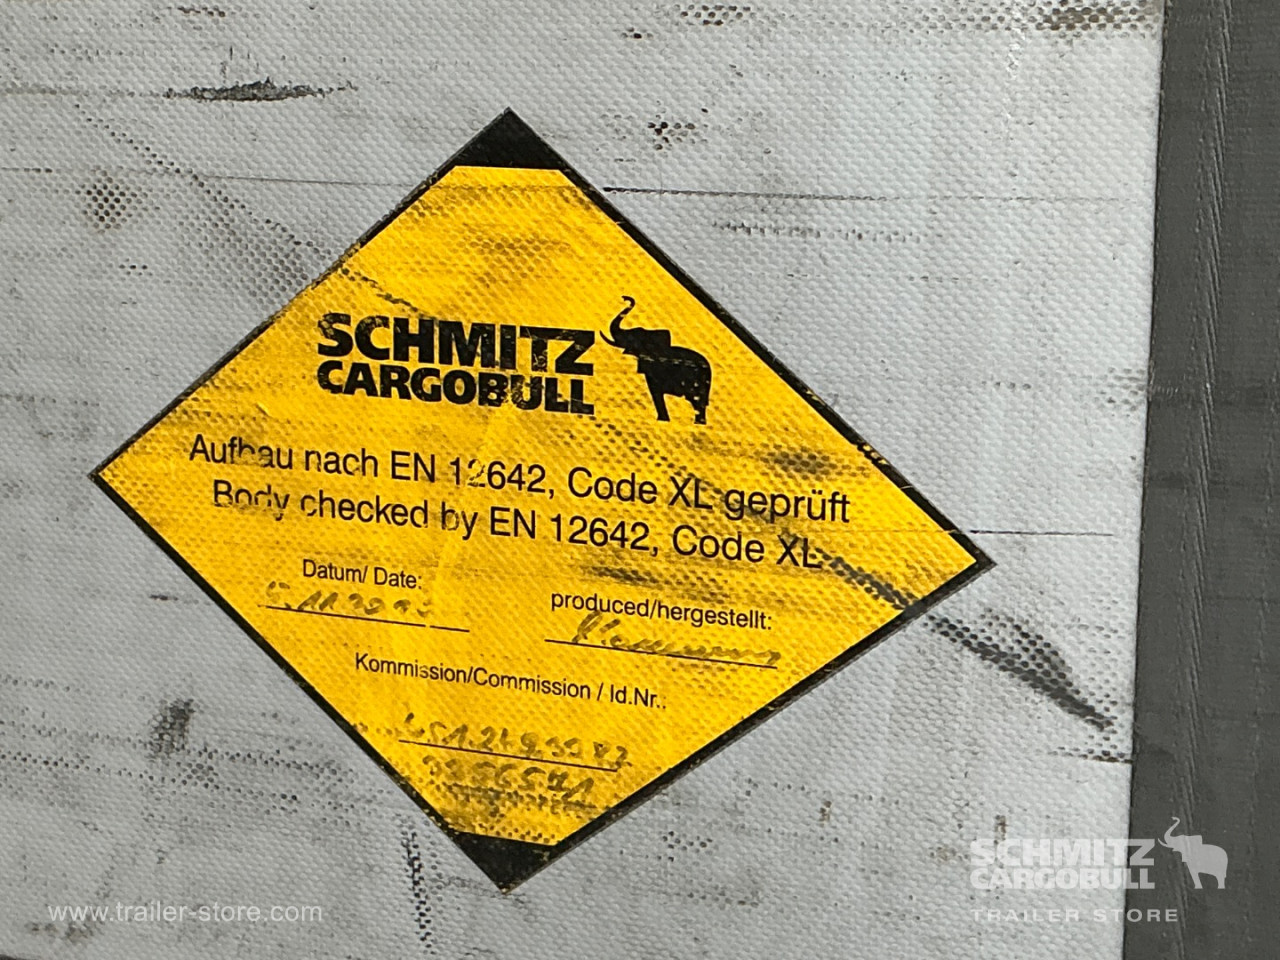 SCHMITZ
CARGOBULL
Aufbau nach EN 12642, Code XL geprüft
Body checked by EN 12642, Code XL
Datum/ Date:
produced/hergestellt:
Kommission/Commission / Id.Nr.:
www.trailer-store.com
SCHMITZ
CARGOBULL
TRAILER STORE